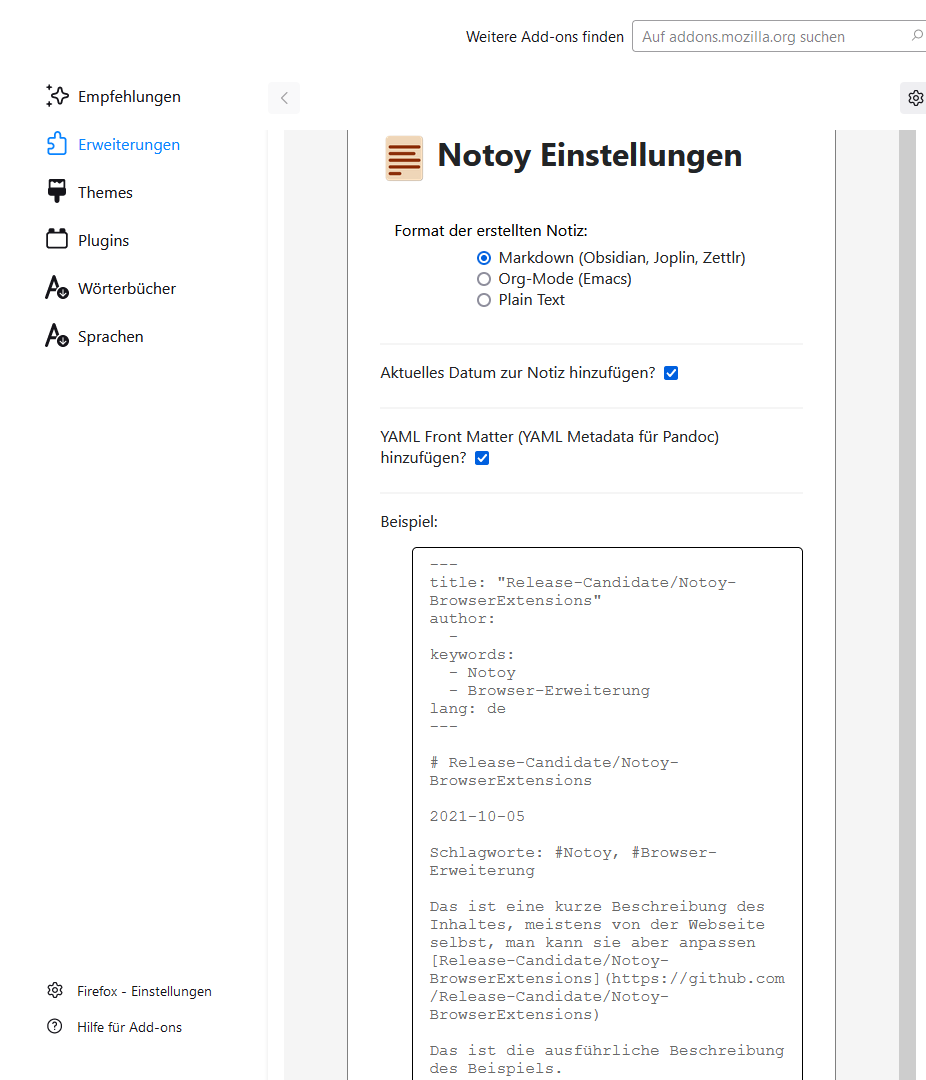 Weitere Add-ons finden
Auf addons.mozilla.org suchen
Empfehlungen
Erweiterungen
Themes
Plugins
Wörterbücher
Sprachen
Notoy Einstellungen
Format der erstellten Notiz:
Markdown (Obsidian, Joplin, Zettlr)
Org-Mode (Emacs)
Plain Text
Aktuelles Datum zur Notiz hinzufügen?
YAML Front Matter (YAML Metadata für Pandoc)
hinzufügen?
Beispiel:
---
title: "Release-Candidate/Notoy-
BrowserExtensions"
author:
  -
keywords:
  - Notoy
  - Browser-Erweiterung
lang: de
---
# Release-Candidate/Notoy-
BrowserExtensions
2021-10-05
Schlagworte: #Notoy, #Browser-
Erweiterung
Das ist eine kurze Beschreibung des
Inhaltes, meistens von der Webseite
selbst, man kann sie aber anpassen
[Release-Candidate/Notoy-
BrowserExtensions](https://github.com
/Release-Candidate/Notoy-
BrowserExtensions)
Das ist die ausführliche Beschreibung
des Beispiels.
Firefox - Einstellungen
Hilfe für Add-ons